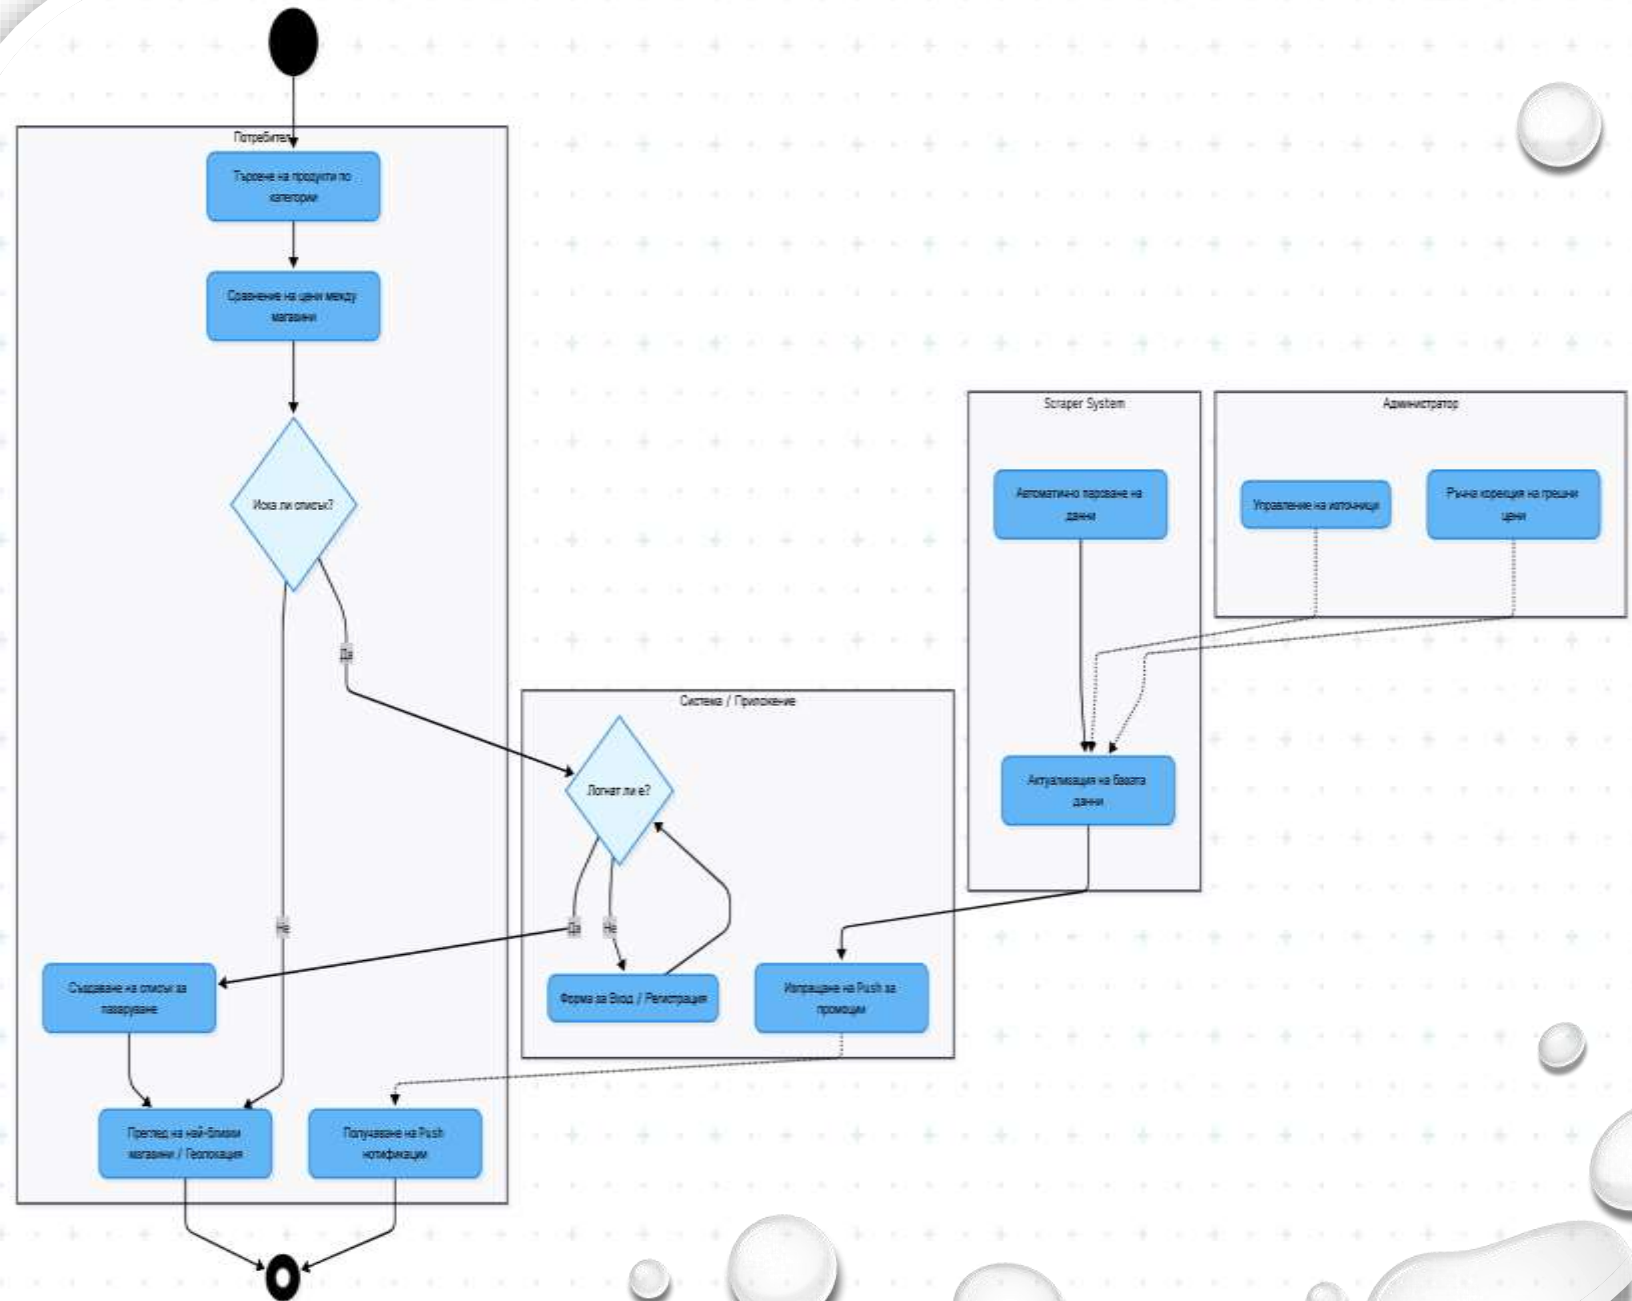 Потребител
Търсене на продукти по
категории
Сравнение на цени между
магазини
Иска ли списък?
Да
Не
Създаване на списък за
пазаруване
Преглед на най-близки
магазини / Геолокация
Получаване на Push
нотификации
Система / Приложение
Логнат ли е?
Да
Не
Форма за Вход / Регистрация
Изпращане на Push за
промоции
Scraper System
Автоматично парсване на
данни
Актуализация на базата
данни
Администратор
Управление на източници
Ръчна корекция на грешни
цени